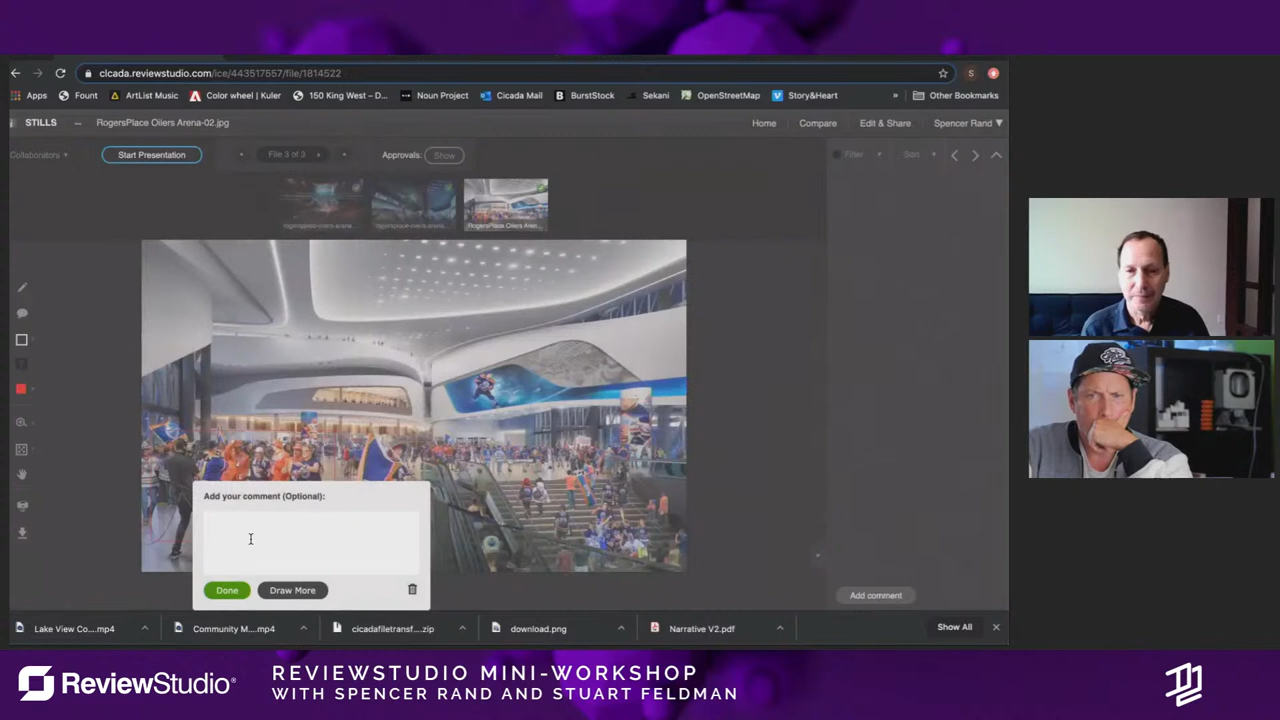 clcada.reviewstudio.com/ice/443517557/file/1814522
S
Apps Fount ArtList Music Color wheel | Kuler 150 King West – D... Noun Project Cicada Mail BurstStock Sekani OpenStreetMap Story&Heart » Other Bookmarks
STILLS – RogersPlace Oilers Arena-02.jpg Home Compare Edit & Share Spencer Rand
Collaborators Start Presentation File 3 of 3 Approvals: Show Filter Sort
RogersPlace Oilers Aren...
Add your comment (Optional):
Done Draw More
Add comment
Lake View Co....mp4 Community M....mp4 cicadafiletransf....zip download.png Narrative V2.pdf Show All
ReviewStudio®
REVIEWSTUDIO MINI-WORKSHOP
WITH SPENCER RAND AND STUART FELDMAN